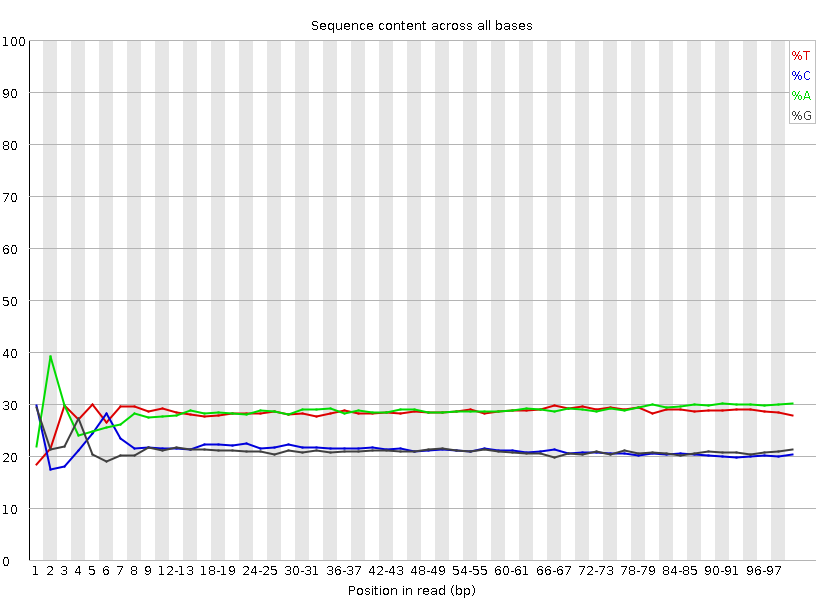 Sequence content across all bases
100
90
80
70
60
50
40
30
20
10
0
%T
%C
%A
%G
1 2 3 4 5 6 7 8 9 12-13 18-19 24-25 30-31 36-37 42-43 48-49 54-55 60-61 66-67 72-73 78-79 84-85 90-91 96-97
Position in read (bp)